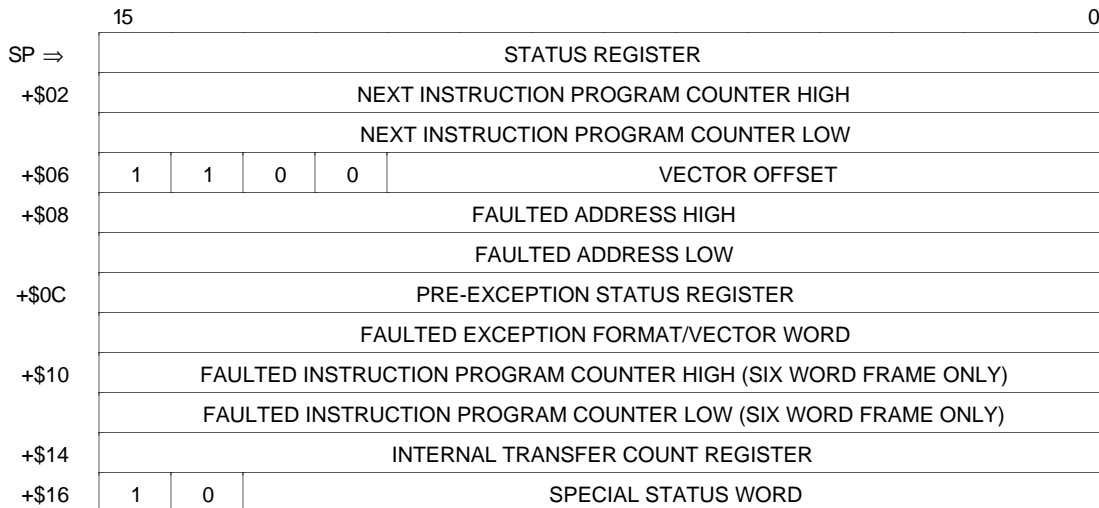 15 0
SP ⇒ STATUS REGISTER
+$02 NEXT INSTRUCTION PROGRAM COUNTER HIGH
NEXT INSTRUCTION PROGRAM COUNTER LOW
+$06 1 1 0 0 VECTOR OFFSET
+$08 FAULTED ADDRESS HIGH
FAULTED ADDRESS LOW
+$0C PRE-EXCEPTION STATUS REGISTER
FAULTED EXCEPTION FORMAT/VECTOR WORD
+$10 FAULTED INSTRUCTION PROGRAM COUNTER HIGH (SIX WORD FRAME ONLY)
FAULTED INSTRUCTION PROGRAM COUNTER LOW (SIX WORD FRAME ONLY)
+$14 INTERNAL TRANSFER COUNT REGISTER
+$16 1 0 SPECIAL STATUS WORD